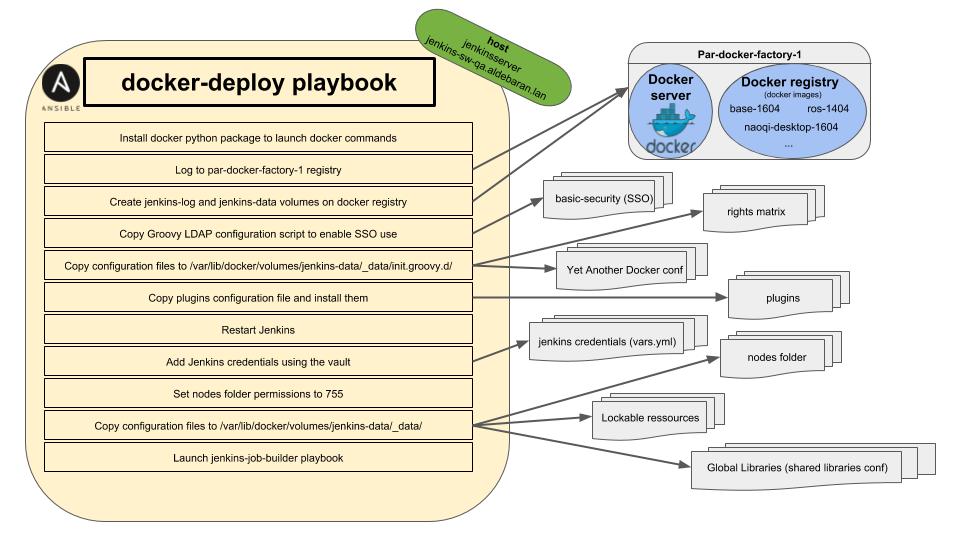 host
jenkinsserver
jenkins-sw-qa.aldebaran.lan
ANSIBLE
docker-deploy playbook
Install docker python package to launch docker commands
Log to par-docker-factory-1 registry
Create jenkins-log and jenkins-data volumes on docker registry
Copy Groovy LDAP configuration script to enable SSO use
Copy configuration files to /var/lib/docker/volumes/jenkins-data/_data/init.groovy.d/
Copy plugins configuration file and install them
Restart Jenkins
Add Jenkins credentials using the vault
Set nodes folder permissions to 755
Copy configuration files to /var/lib/docker/volumes/jenkins-data/_data/
Launch jenkins-job-builder playbook
Par-docker-factory-1
Docker
server
docker
Docker registry
(docker images)
base-1604 ros-1404
naoqi-desktop-1604
...
basic-security (SSO)
rights matrix
Yet Another Docker conf
plugins
jenkins credentials (vars.yml)
nodes folder
Lockable ressources
Global Libraries (shared libraries conf)